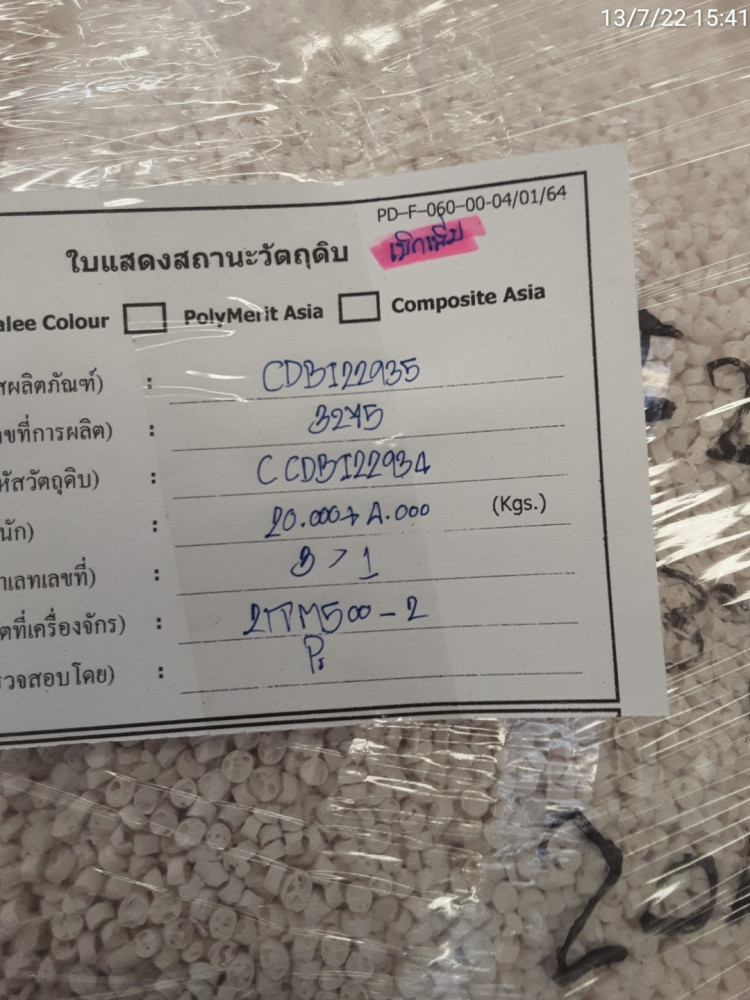 13/7/22 15:41
PD-F-060-00-04/01/64
ใบแสดงสถานะวัตถุดิบ เบิกเพิ่ม
alee Colour PolyMerit Asia Composite Asia
สผลิตภัณฑ์) : CDBI22935
ขที่การผลิต) : 3275
หัสวัตถุดิบ) : CCDBI22934
นัก) : 20.000+ A.000 (Kgs.)
าเลทเลขที่) : 3 > 1
ตที่เครื่องจักร) : 500-2
รวจสอบโดย) :